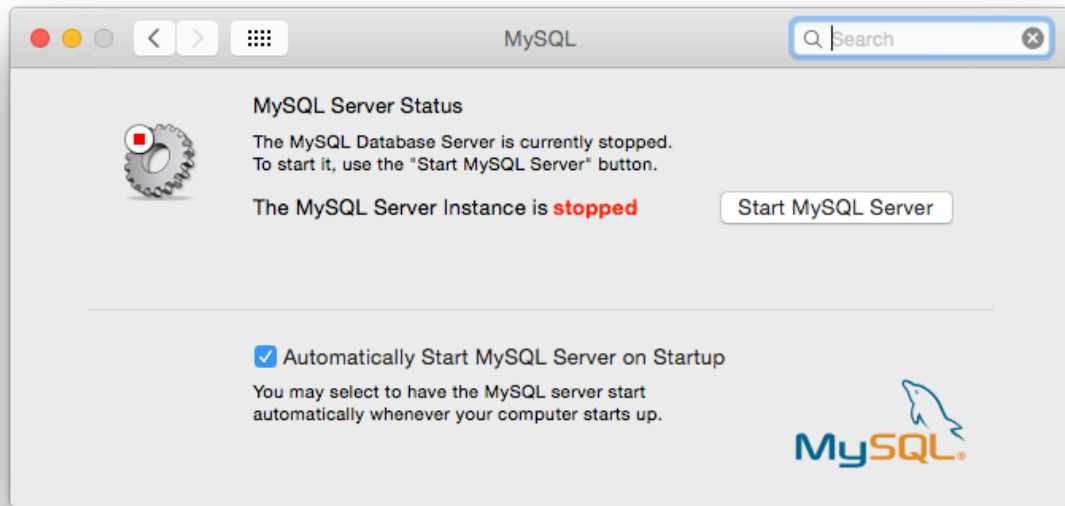 MySQL
Search
MySQL Server Status
The MySQL Database Server is currently stopped.
To start it, use the "Start MySQL Server" button.
The MySQL Server Instance is stopped
Start MySQL Server
Automatically Start MySQL Server on Startup
You may select to have the MySQL server start
automatically whenever your computer starts up.
MySQL®